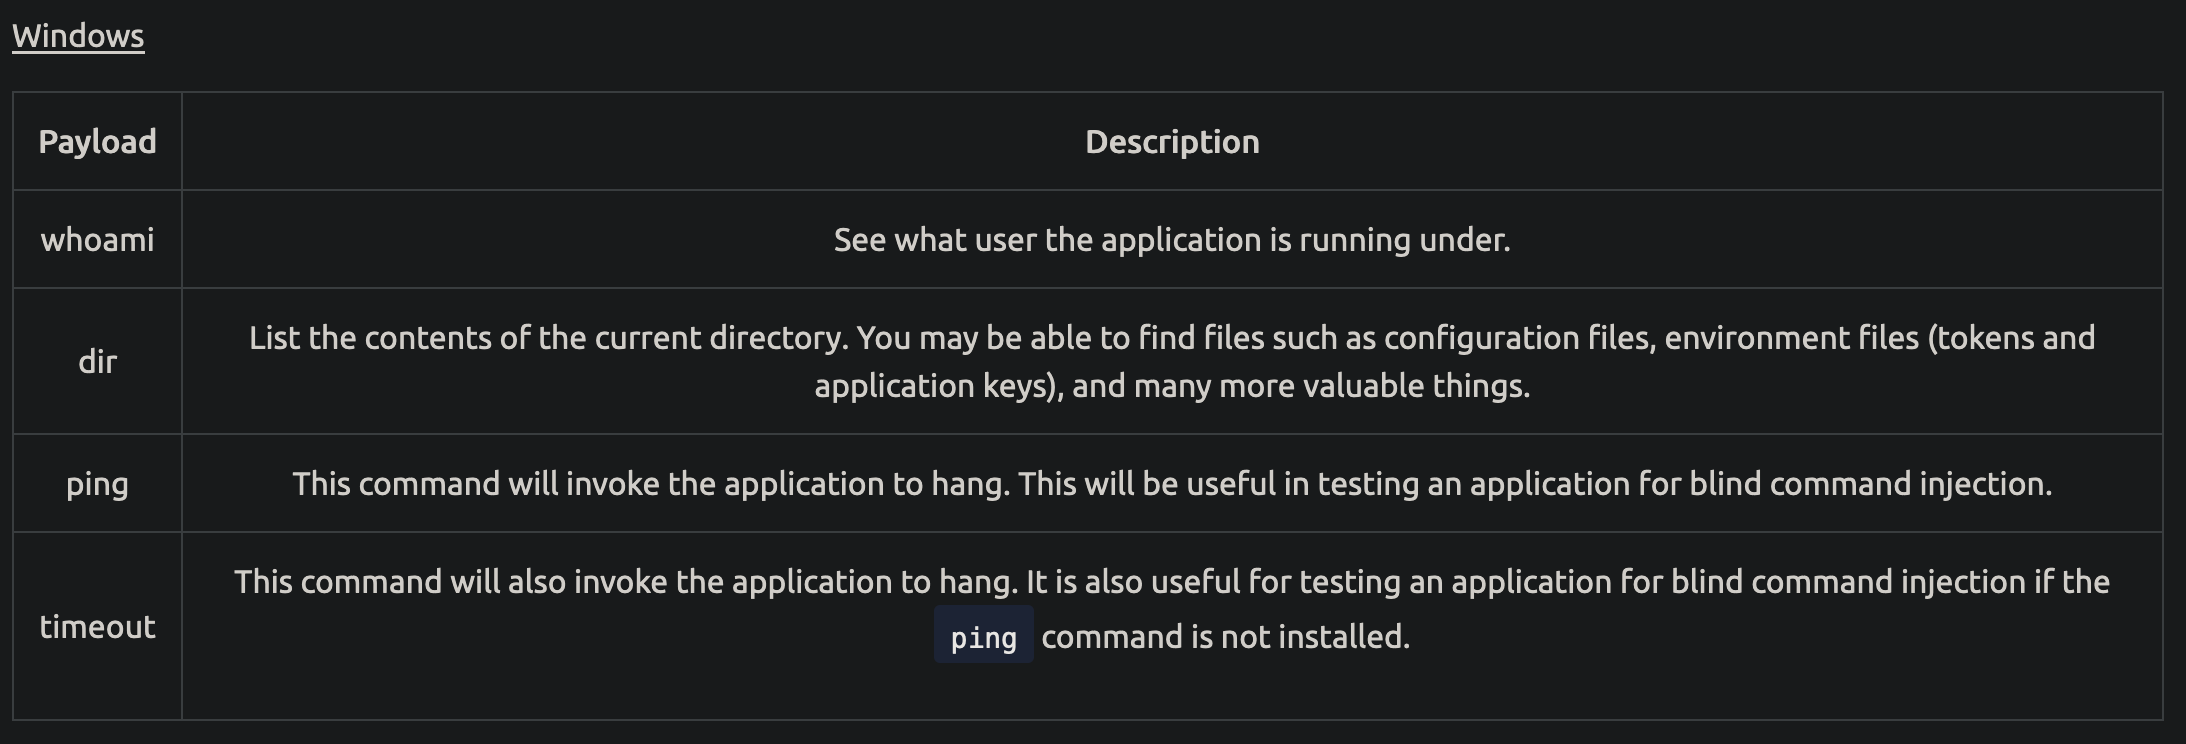 Windows
Payload
Description
whoami
See what user the application is running under.
dir
List the contents of the current directory. You may be able to find files such as configuration files, environment files (tokens and
application keys), and many more valuable things.
ping
This command will invoke the application to hang. This will be useful in testing an application for blind command injection.
timeout
This command will also invoke the application to hang. It is also useful for testing an application for blind command injection if the
ping command is not installed.